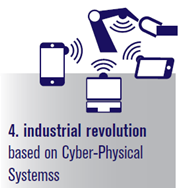 4. industrial revolution
based on Cyber-Physical
Systemss